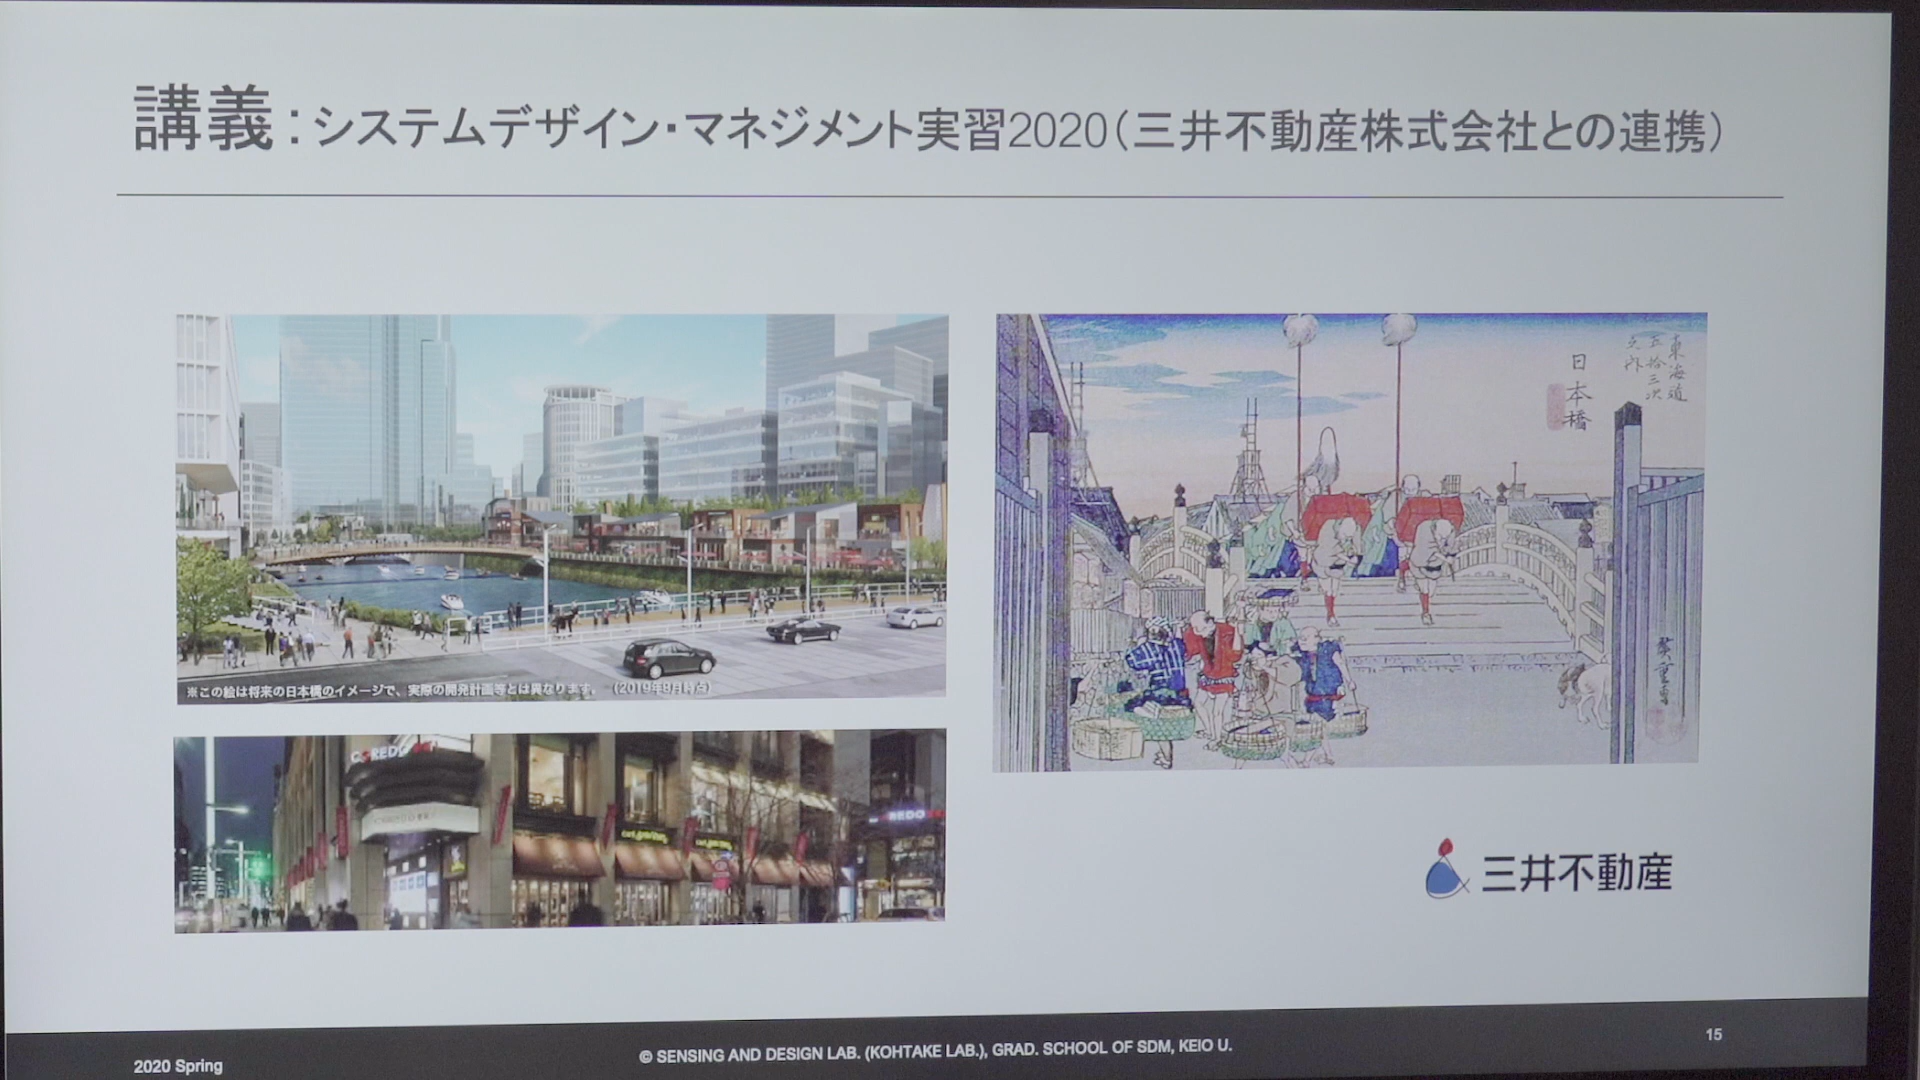 講義：システムデザイン・マネジメント実習2020（三井不動産株式会社との連携）
※この絵は将来の日本橋のイメージで、実際の開発計画等とは異なります。（2019年8月時点）
東海道
五拾三次
之内
日本橋
COREDO
REDO
三井不動産
2020 Spring
© SENSING AND DESIGN LAB. (KOHTAKE LAB.), GRAD. SCHOOL OF SDM, KEIO U.
15